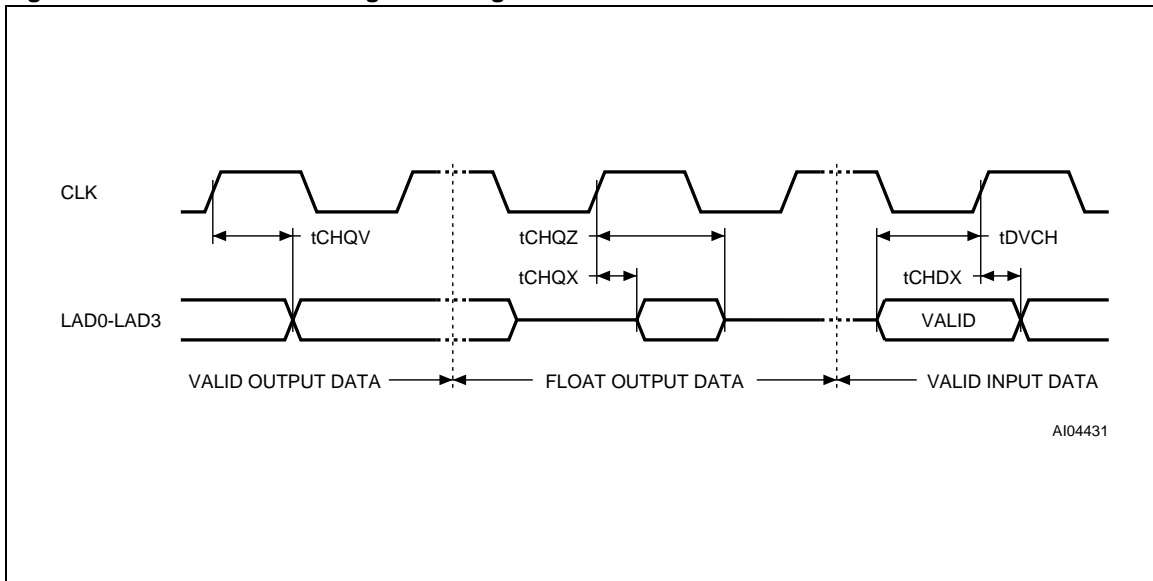 CLK
tCHQV
tCHQZ
tDVCH
tCHQX
tCHDX
LAD0-LAD3
VALID
VALID OUTPUT DATA
FLOAT OUTPUT DATA
VALID INPUT DATA
AI04431